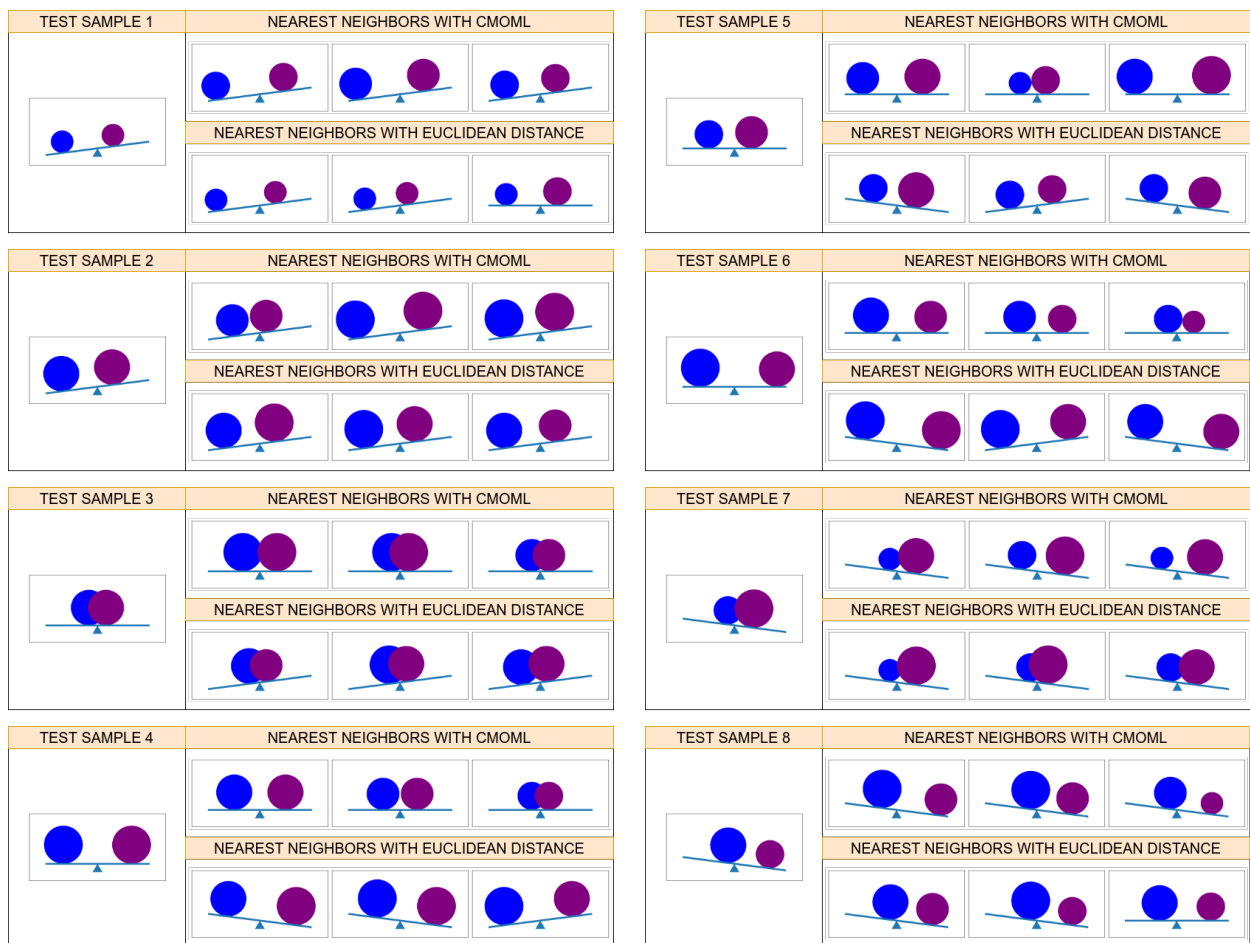 TEST SAMPLE 1
NEAREST NEIGHBORS WITH CMOML
NEAREST NEIGHBORS WITH EUCLIDEAN DISTANCE
TEST SAMPLE 5
NEAREST NEIGHBORS WITH CMOML
NEAREST NEIGHBORS WITH EUCLIDEAN DISTANCE
TEST SAMPLE 2
NEAREST NEIGHBORS WITH CMOML
NEAREST NEIGHBORS WITH EUCLIDEAN DISTANCE
TEST SAMPLE 6
NEAREST NEIGHBORS WITH CMOML
NEAREST NEIGHBORS WITH EUCLIDEAN DISTANCE
TEST SAMPLE 3
NEAREST NEIGHBORS WITH CMOML
NEAREST NEIGHBORS WITH EUCLIDEAN DISTANCE
TEST SAMPLE 7
NEAREST NEIGHBORS WITH CMOML
NEAREST NEIGHBORS WITH EUCLIDEAN DISTANCE
TEST SAMPLE 4
NEAREST NEIGHBORS WITH CMOML
NEAREST NEIGHBORS WITH EUCLIDEAN DISTANCE
TEST SAMPLE 8
NEAREST NEIGHBORS WITH CMOML
NEAREST NEIGHBORS WITH EUCLIDEAN DISTANCE